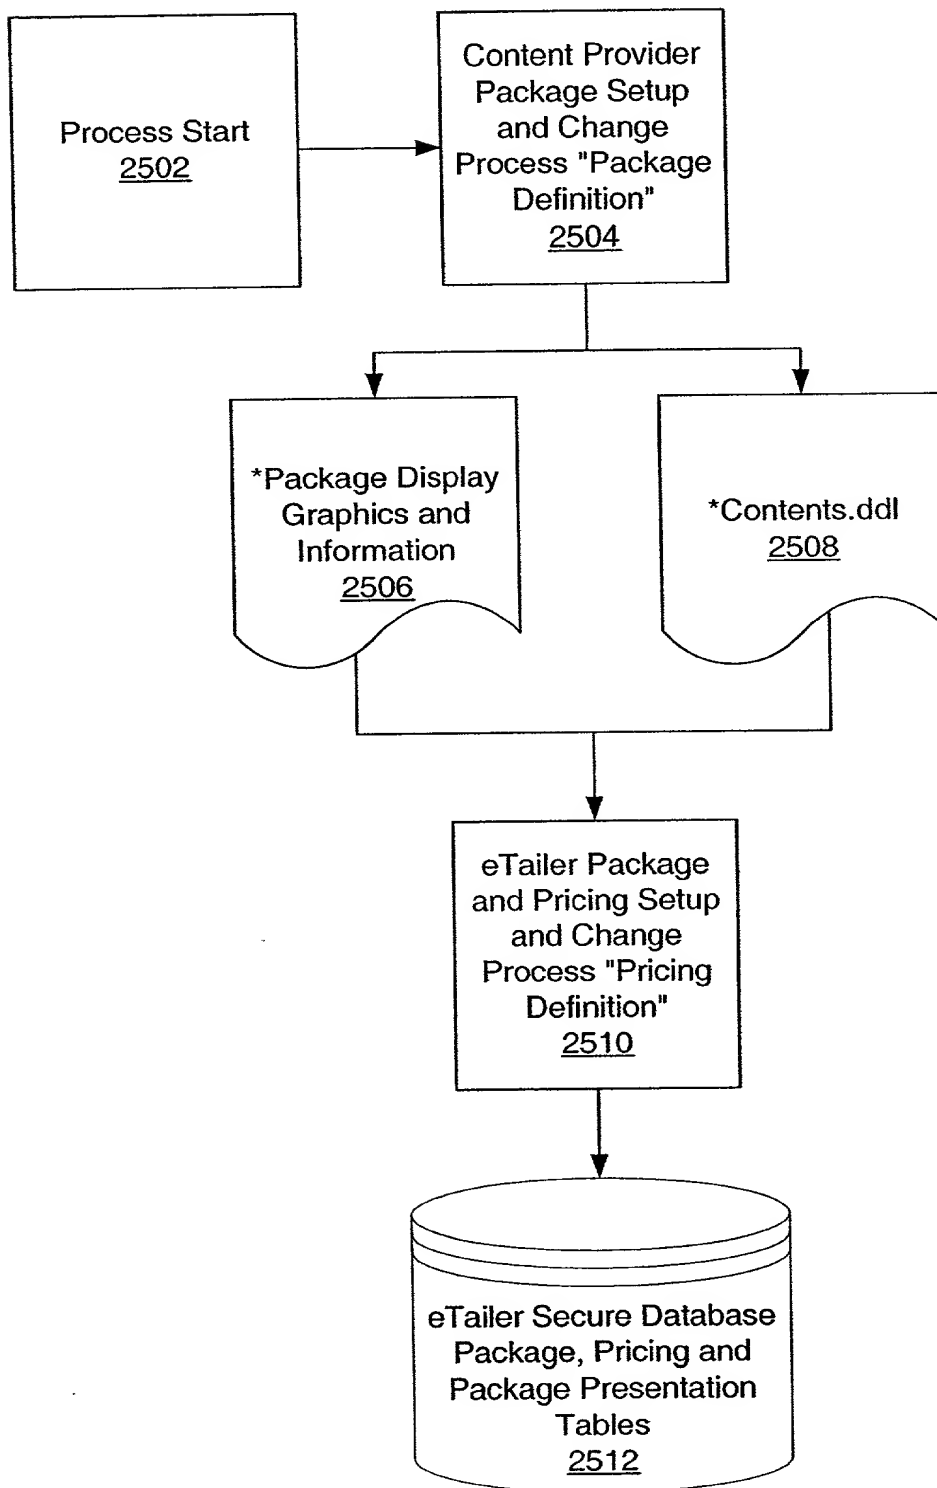 Process Start
2502
Content Provider
Package Setup
and Change
Process "Package
Definition"
2504
*Package Display
Graphics and
Information
2506
*Contents.ddl
2508
eTailer Package
and Pricing Setup
and Change
Process "Pricing
Definition"
2510
eTailer Secure Database
Package, Pricing and
Package Presentation
Tables
2512